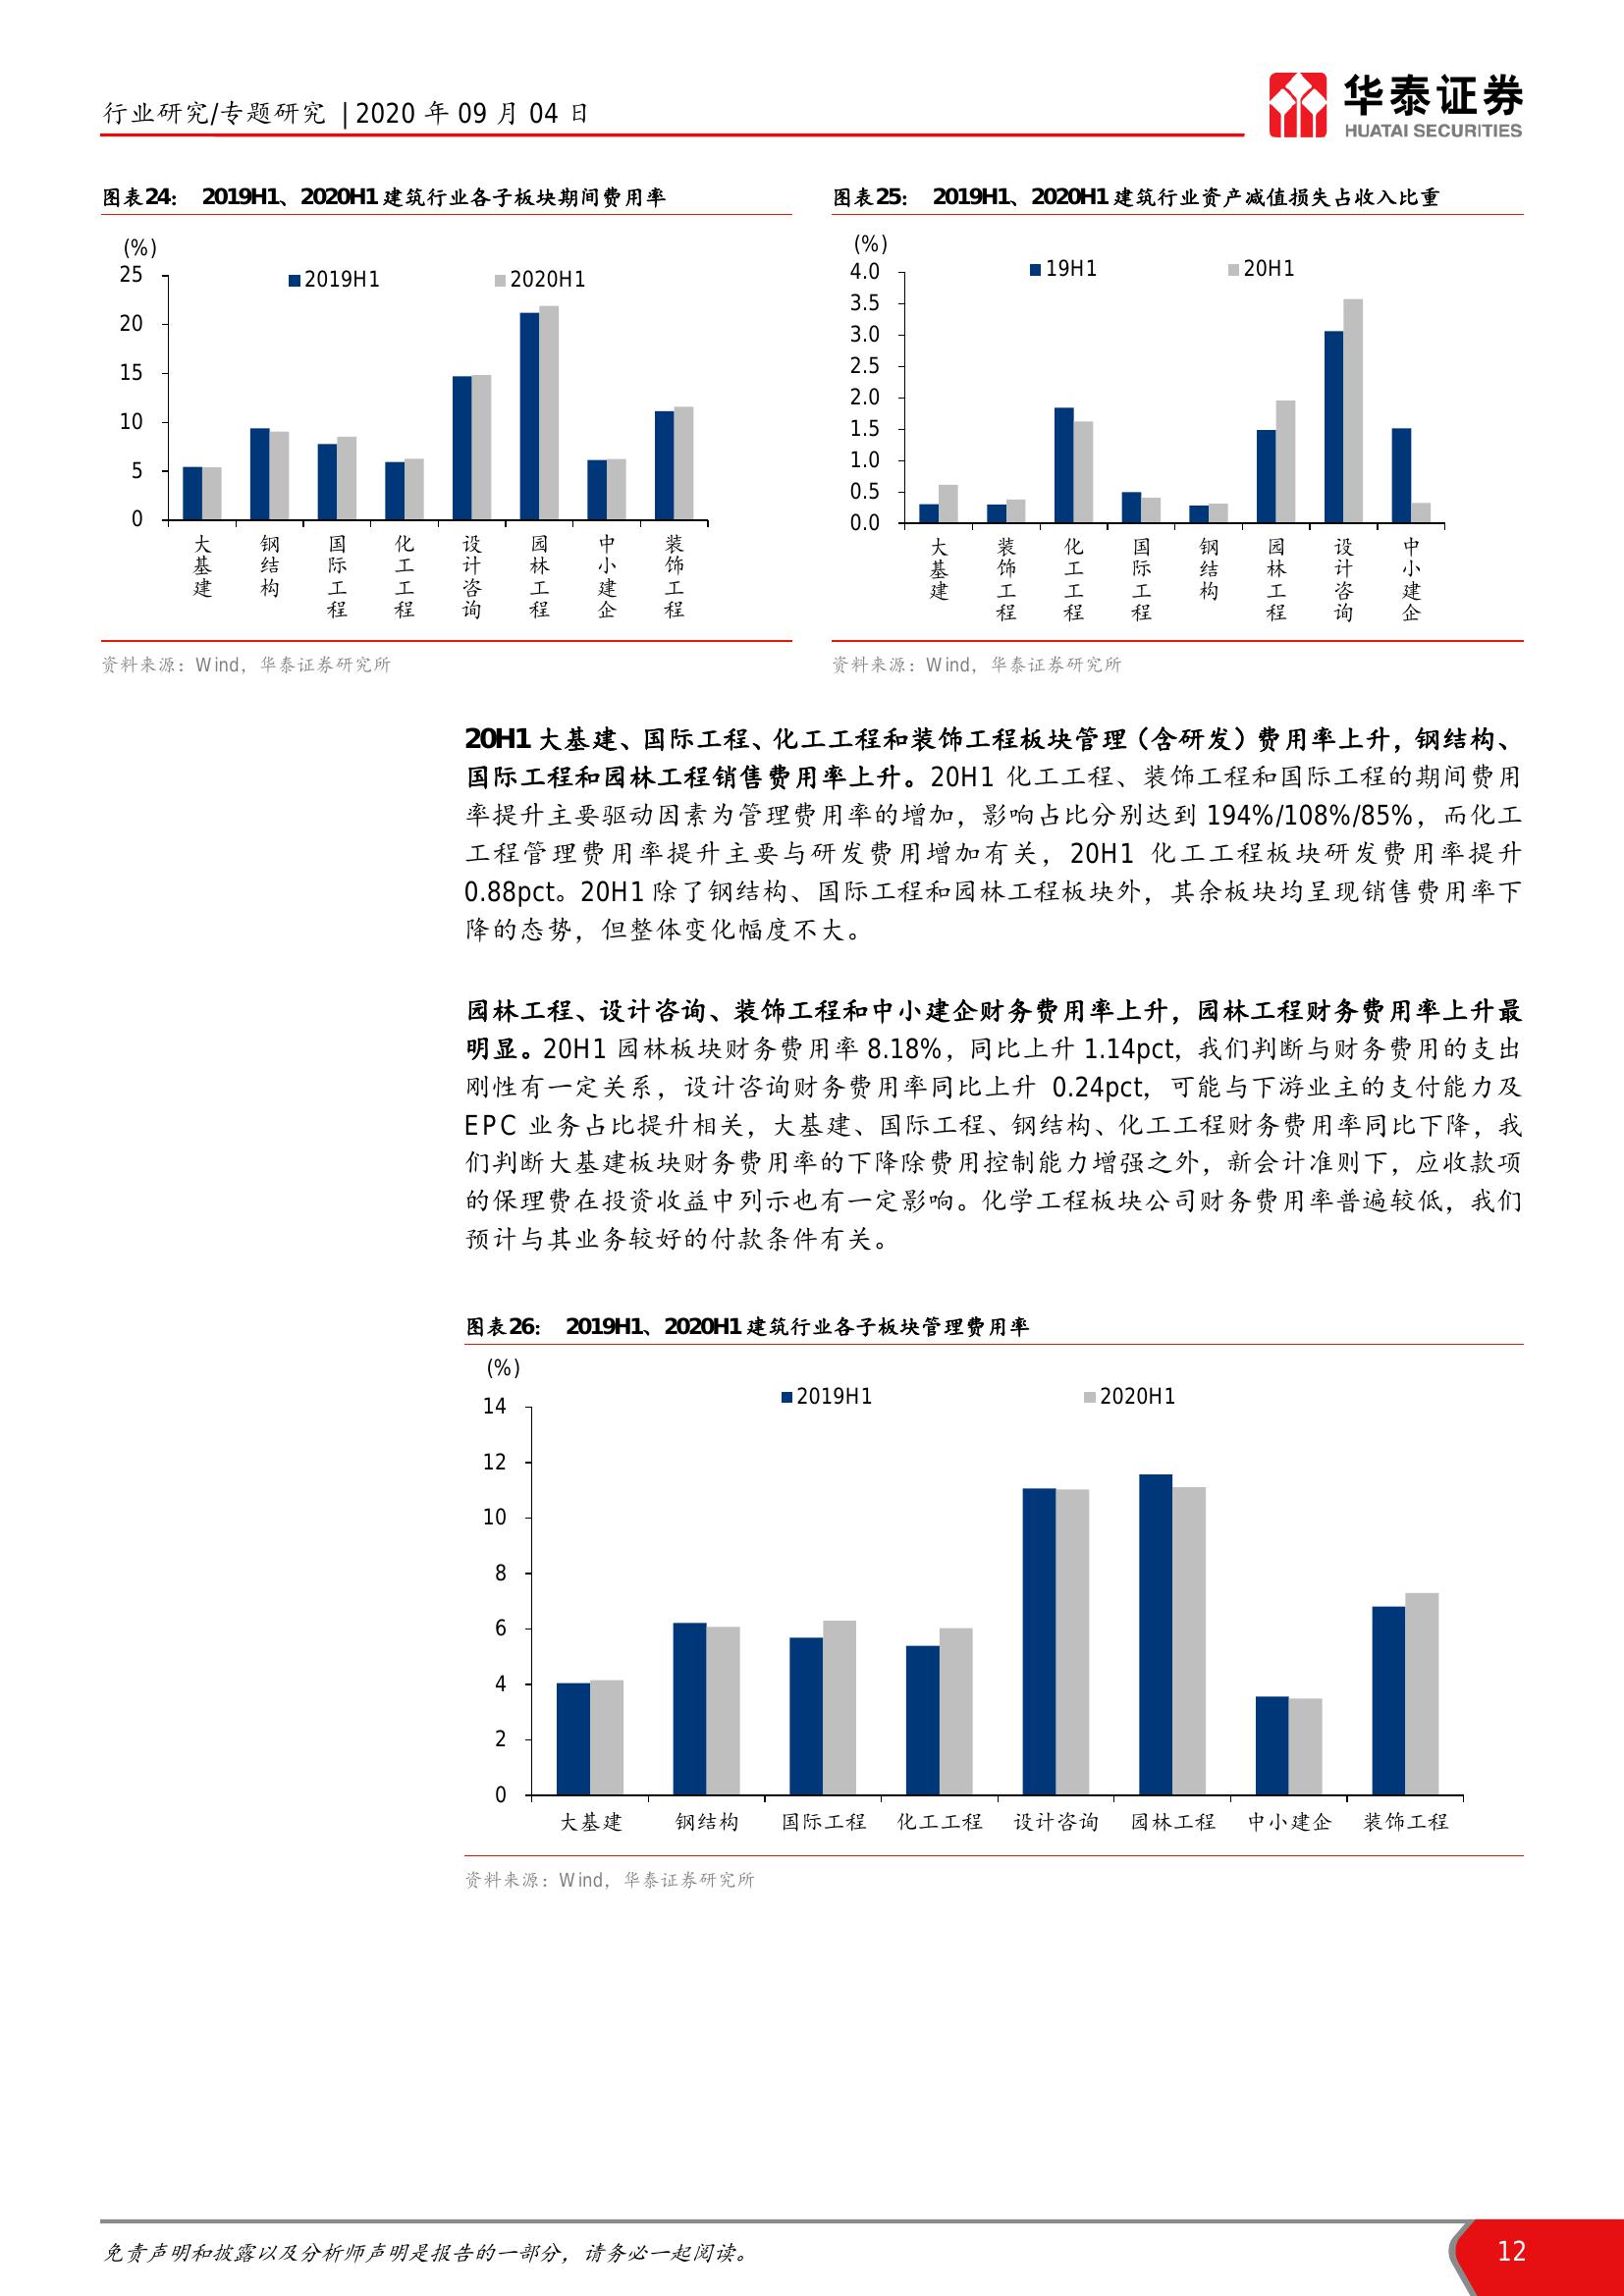 行业研究/专题研究 | 2020 年 09 月 04 日
华泰证券
HUATAI SECURITIES
图表24： 2019H1、2020H1 建筑行业各子板块期间费用率
(%)
2019H1 2020H1
25
20
15
10
5
0
大基建 钢结构 国际工程 化工工程 设计咨询 园林工程 中小建企 装饰工程
资料来源：Wind，华泰证券研究所
图表25： 2019H1、2020H1 建筑行业资产减值损失占收入比重
(%)
19H1 20H1
4.0
3.5
3.0
2.5
2.0
1.5
1.0
0.5
0.0
大基建 装饰工程 化工工程 国际工程 钢结构 园林工程 设计咨询 中小建企
资料来源：Wind，华泰证券研究所
20H1 大基建、国际工程、化工工程和装饰工程板块管理（含研发）费用率上升，钢结构、
国际工程和园林工程销售费用率上升。20H1 化工工程、装饰工程和国际工程的期间费用
率提升主要驱动因素为管理费用率的增加，影响占比分别达到 194%/108%/85%，而化工
工程管理费用率提升主要与研发费用增加有关，20H1 化工工程板块研发费用率提升
0.88pct。20H1 除了钢结构、国际工程和园林工程板块外，其余板块均呈现销售费用率下
降的态势，但整体变化幅度不大。
园林工程、设计咨询、装饰工程和中小建企财务费用率上升，园林工程财务费用率上升最
明显。20H1 园林板块财务费用率 8.18%，同比上升 1.14pct，我们判断与财务费用的支出
刚性有一定关系，设计咨询财务费用率同比上升 0.24pct，可能与下游业主的支付能力及
EPC 业务占比提升相关，大基建、国际工程、钢结构、化工工程财务费用率同比下降，我
们判断大基建板块财务费用率的下降除费用控制能力增强之外，新会计准则下，应收款项
的保理费在投资收益中列示也有一定影响。化学工程板块公司财务费用率普遍较低，我们
预计与其业务较好的付款条件有关。
图表26： 2019H1、2020H1 建筑行业各子板块管理费用率
(%)
2019H1 2020H1
14
12
10
8
6
4
2
0
大基建 钢结构 国际工程 化工工程 设计咨询 园林工程 中小建企 装饰工程
资料来源：Wind，华泰证券研究所
免责声明和披露以及分析师声明是报告的一部分，请务必一起阅读。
12